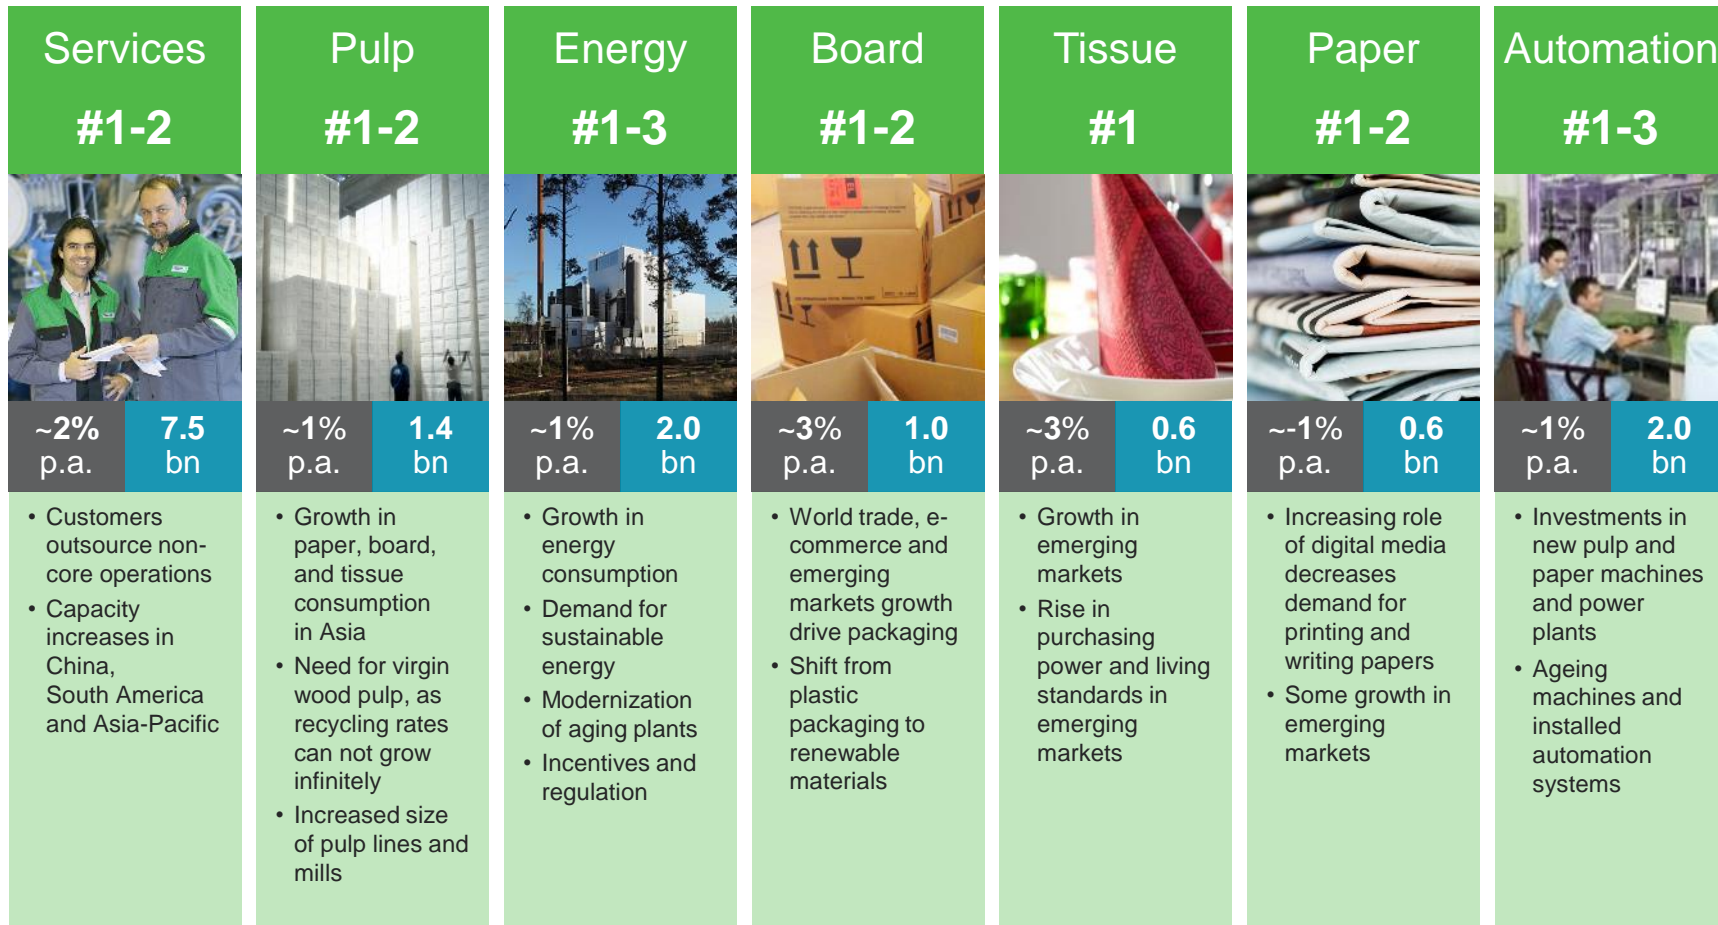 Services
#1-2
~2%
p.a.
7.5
bn
• Customers
outsource non-
core operations
• Capacity
increases in
China,
South America
and Asia-Pacific
Pulp
#1-2
~1%
p.a.
1.4
bn
• Growth in
paper, board,
and tissue
consumption
in Asia
• Need for virgin
wood pulp, as
recycling rates
can not grow
infinitely
• Increased size
of pulp lines and
mills
Energy
#1-3
~1%
p.a.
2.0
bn
• Growth in
energy
consumption
• Demand for
sustainable
energy
• Modernization
of aging plants
• Incentives and
regulation
Board
#1-2
~3%
p.a.
1.0
bn
• World trade, e-
commerce and
emerging
markets growth
drive packaging
• Shift from
plastic
packaging to
renewable
materials
Tissue
#1
~3%
p.a.
0.6
bn
• Growth in
emerging
markets
• Rise in
purchasing
power and living
standards in
emerging
markets
Paper
#1-2
~-1%
p.a.
0.6
bn
• Increasing role
of digital media
decreases
demand for
printing and
writing papers
• Some growth in
emerging
markets
Automation
#1-3
~1%
p.a.
2.0
bn
• Investments in
new pulp and
paper machines
and power
plants
• Ageing
machines and
installed
automation
systems